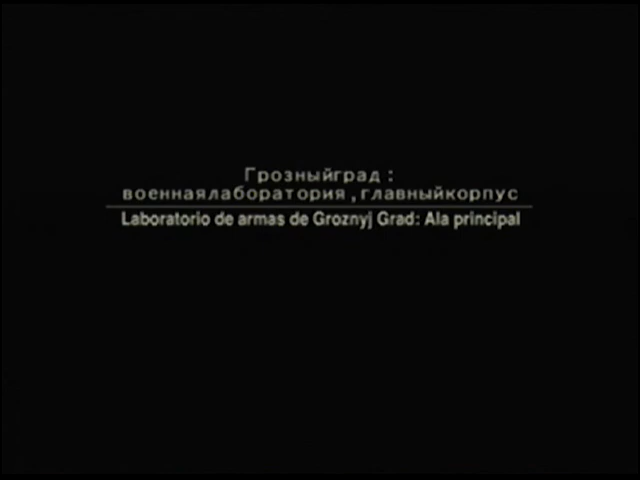 Грозныйград:
военнаялаборатория,главныйкорпус
Laboratorio de armas de Groznyj Grad: Ala principal